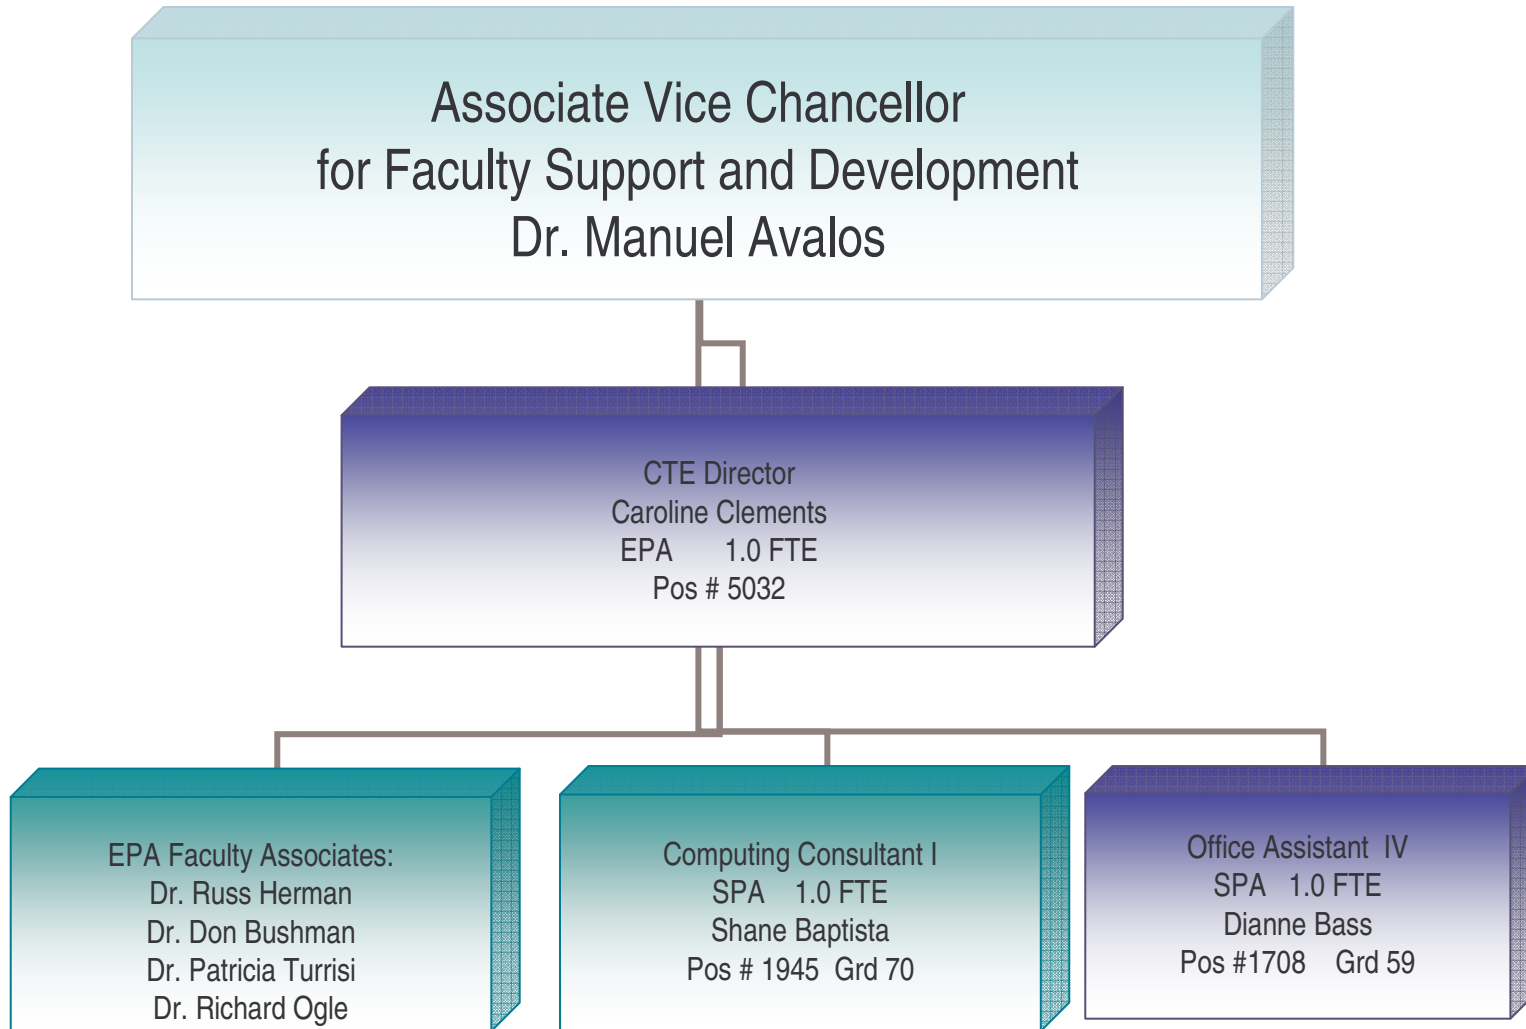 Associate Vice Chancellor
for Faculty Support and Development
Dr. Manuel Avalos
CTE Director
Caroline Clements
EPA 1.0 FTE
Pos # 5032
EPA Faculty Associates:
Dr. Russ Herman
Dr. Don Bushman
Dr. Patricia Turrisi
Dr. Richard Ogle
Computing Consultant I
SPA 1.0 FTE
Shane Baptista
Pos # 1945 Grd 70
Office Assistant IV
SPA 1.0 FTE
Dianne Bass
Pos #1708 Grd 59